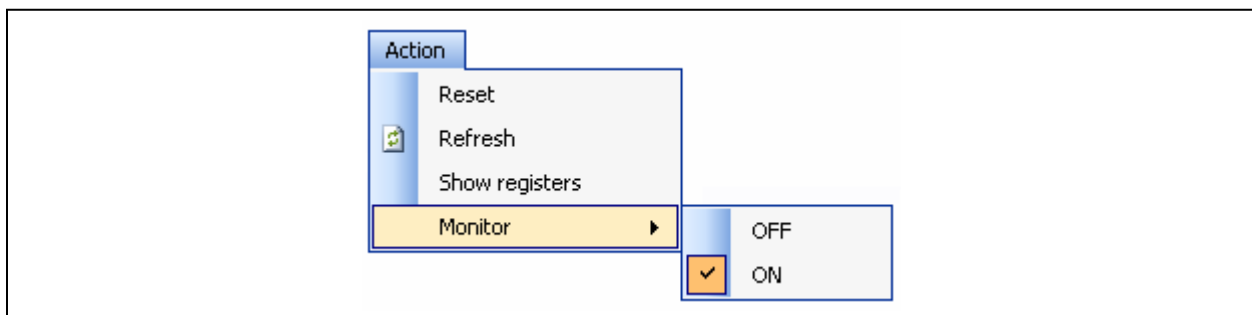 Action
Reset
Refresh
Show registers
Monitor
OFF
ON